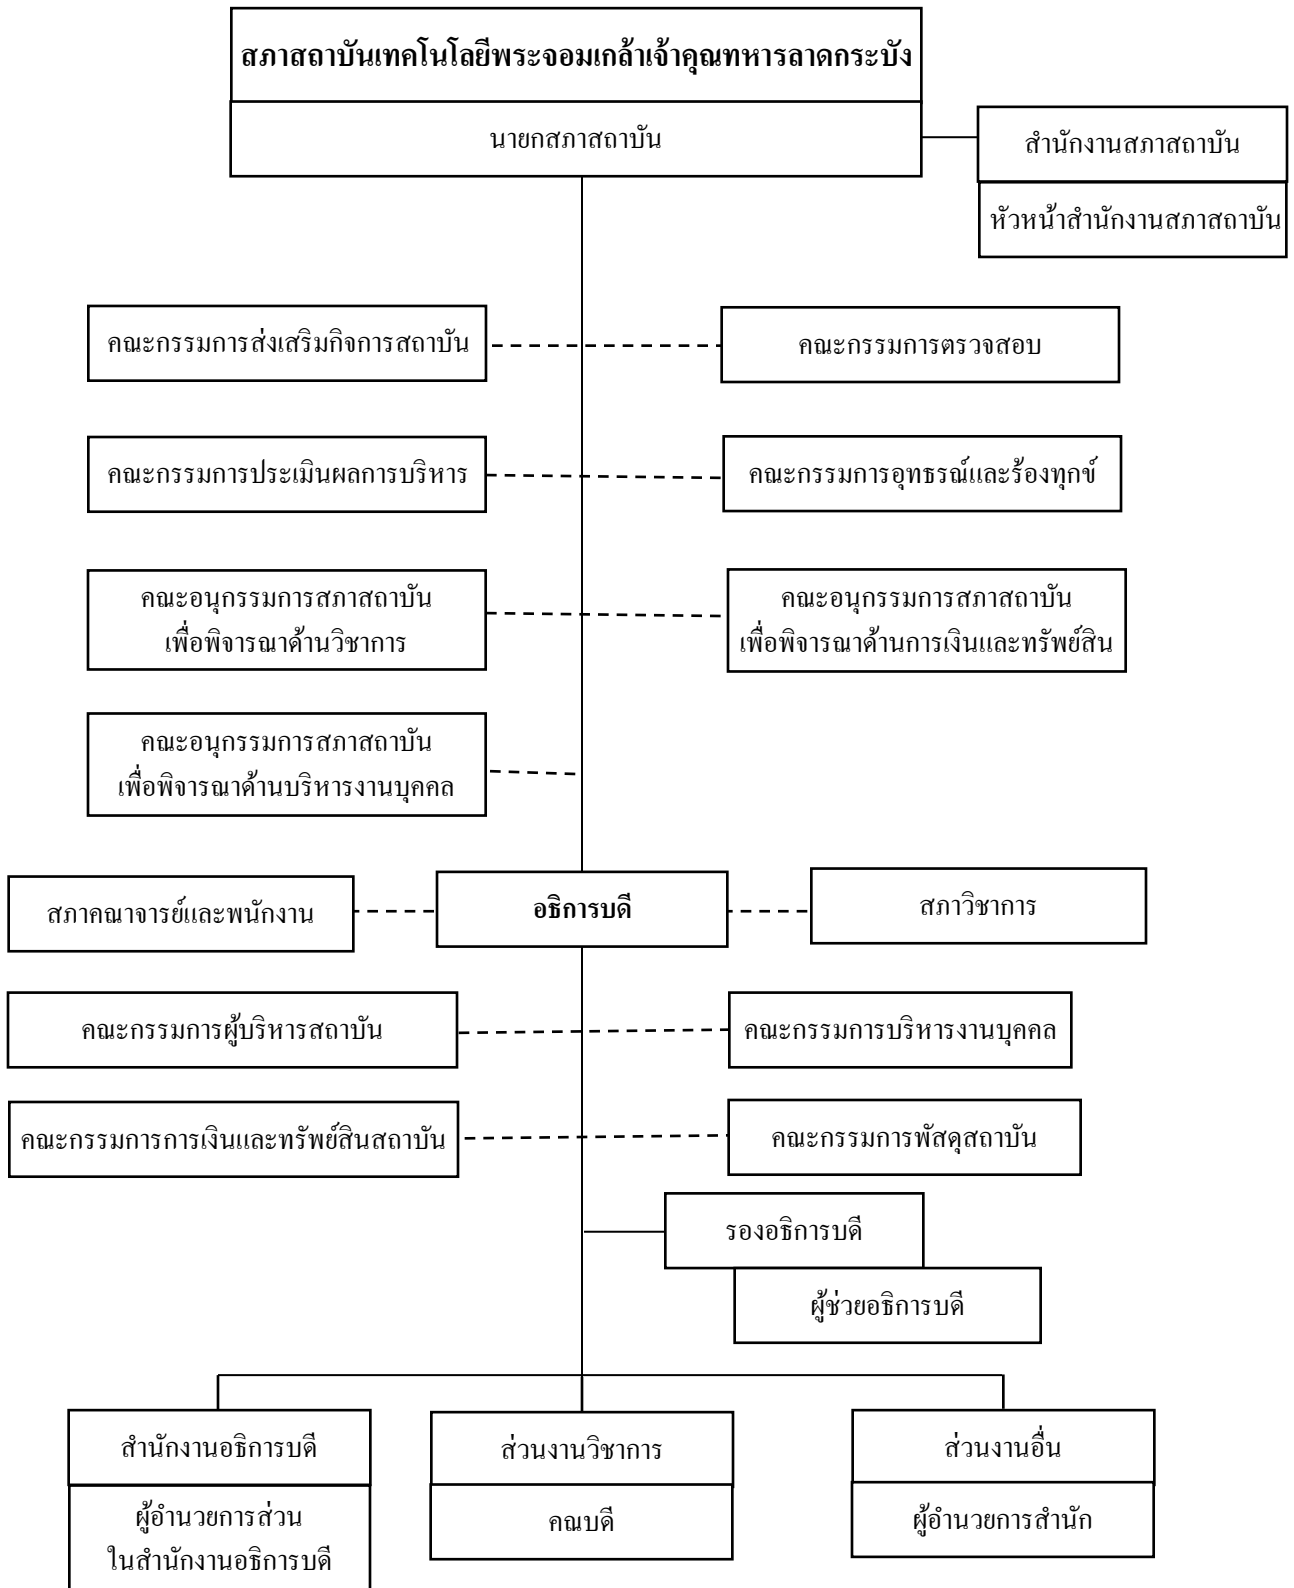 สภาสถาบันเทคโนโลยีพระจอมเกล้าเจ้าคุณทหารลาดกระบัง
นายกสภาสถาบัน
สำนักงานสภาสถาบัน
หัวหน้าสำนักงานสภาสถาบัน
คณะกรรมการส่งเสริมกิจการสถาบัน
คณะกรรมการตรวจสอบ
คณะกรรมการประเมินผลการบริหาร
คณะกรรมการอุทธรณ์และร้องทุกข์
คณะอนุกรรมการสภาสถาบัน
เพื่อพิจารณาด้านวิชาการ
คณะอนุกรรมการสภาสถาบัน
เพื่อพิจารณาด้านการเงินและทรัพย์สิน
คณะอนุกรรมการสภาสถาบัน
เพื่อพิจารณาด้านบริหารงานบุคคล
สภาคณาจารย์และพนักงาน
อธิการบดี
สภาวิชาการ
คณะกรรมการผู้บริหารสถาบัน
คณะกรรมการบริหารงานบุคคล
คณะกรรมการการเงินและทรัพย์สินสถาบัน
คณะกรรมการพัสดุสถาบัน
รองอธิการบดี
ผู้ช่วยอธิการบดี
สำนักงานอธิการบดี
ผู้อำนวยการส่วน
ในสำนักงานอธิการบดี
ส่วนงานวิชาการ
คณบดี
ส่วนงานอื่น
ผู้อำนวยการสำนัก